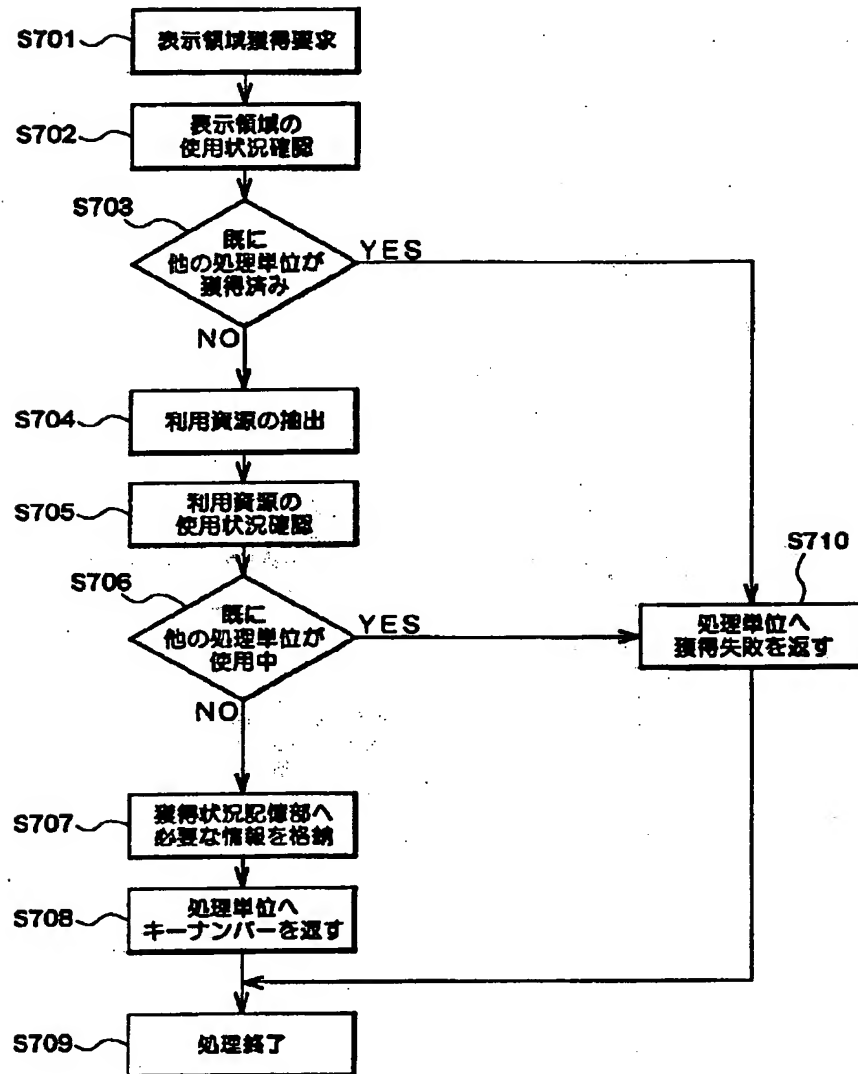 S701
表示領域獲得要求
S702
表示領域の
使用状況確認
S703
既に
他の処理単位が
獲得済み
YES
NO
S704
利用資源の抽出
S705
利用資源の
使用状況確認
S706
既に
他の処理単位が
使用中
YES
NO
S710
処理単位へ
獲得失敗を返す
S707
獲得状況記憶部へ
必要な情報を格納
S708
処理単位へ
キーナンバーを返す
S709
処理終了